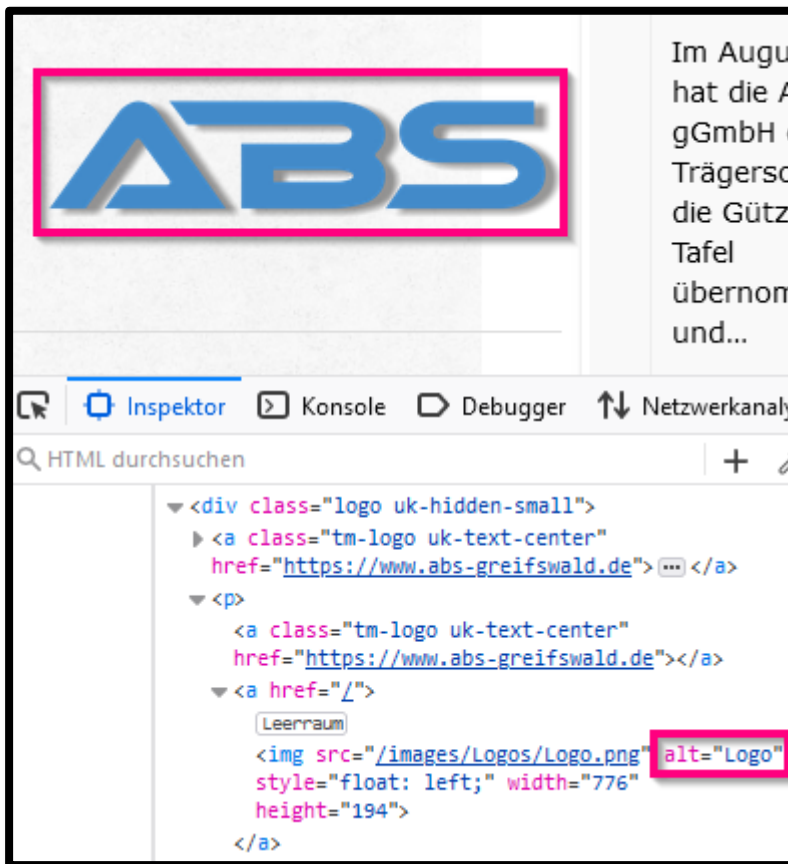 ABS
Im Augu
hat die
gGmbH
Trägersc
die Gütz
Tafel
übernom
und...
Inspektor Konsole Debugger Netzwerkanaly
HTML durchsuchen +
<div class="logo uk-hidden-small">
<a class="tm-logo uk-text-center"
href="https://www.abs-greifswald.de"> ... </a>
<p>
<a class="tm-logo uk-text-center"
href="https://www.abs-greifswald.de"></a>
<a href="/">
Leerraum
<img src="/images/Logos/Logo.png" alt="Logo"
style="float: left;" width="776"
height="194">
</a>